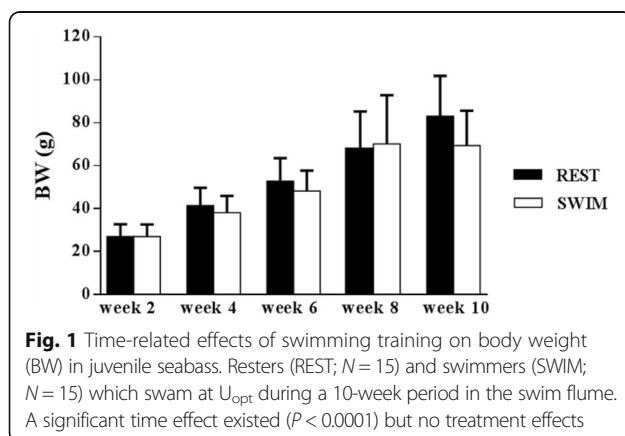 120
100
80
60
40
20
0
BW (g)
week 2 week 4 week 6 week 8 week 10
REST
SWIM
Fig. 1 Time-related effects of swimming training on body weight
(BW) in juvenile seabass. Resters (REST; N = 15) and swimmers (SWIM;
N = 15) which swam at Uopt during a 10-week period in the swim flume.
A significant time effect existed (P < 0.0001) but no treatment effects